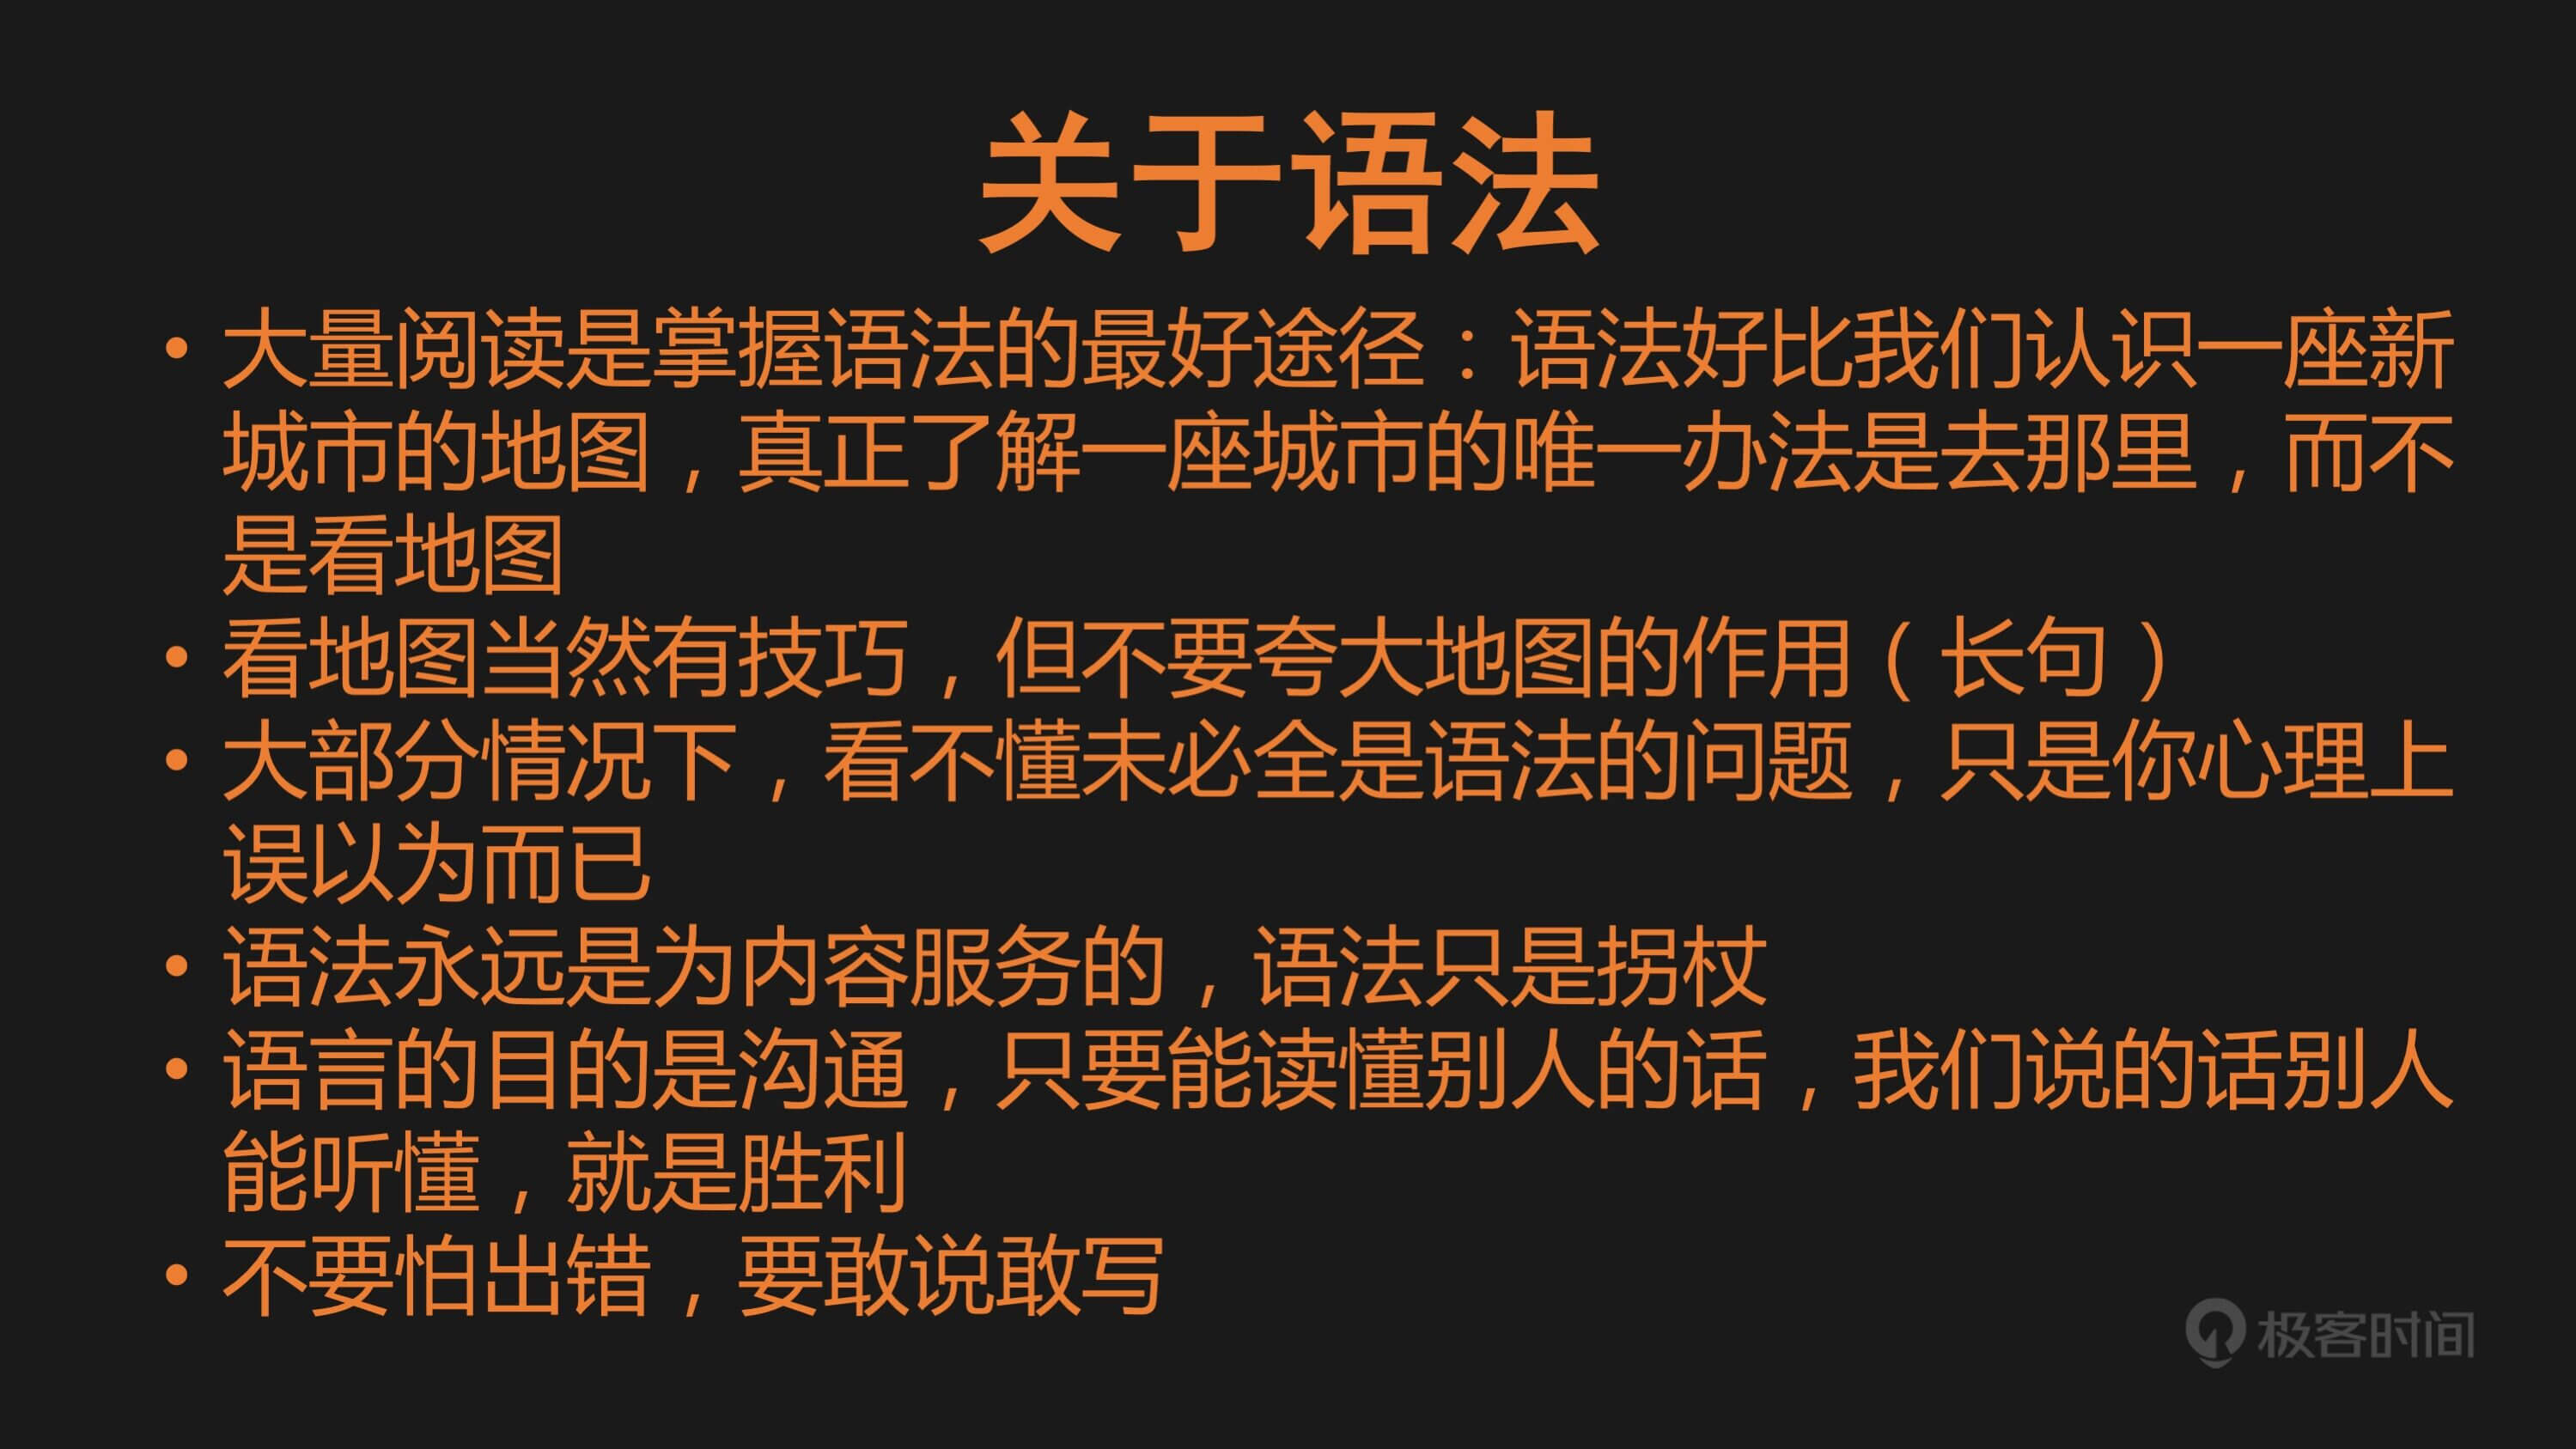 关于语法
• 大量阅读是掌握语法的最好途径：语法好比我们认识一座新
城市的地图，真正了解一座城市的唯一办法是去那里，而不
是看地图
• 看地图当然有技巧，但不要夸大地图的作用（长句）
• 大部分情况下，看不懂未必全是语法的问题，只是你心理上
误以为而已
• 语法永远是为内容服务的，语法只是拐杖
• 语言的目的是沟通，只要能读懂别人的话，我们说的话别人
能听懂，就是胜利
• 不要怕出错，要敢说敢写
极客时间